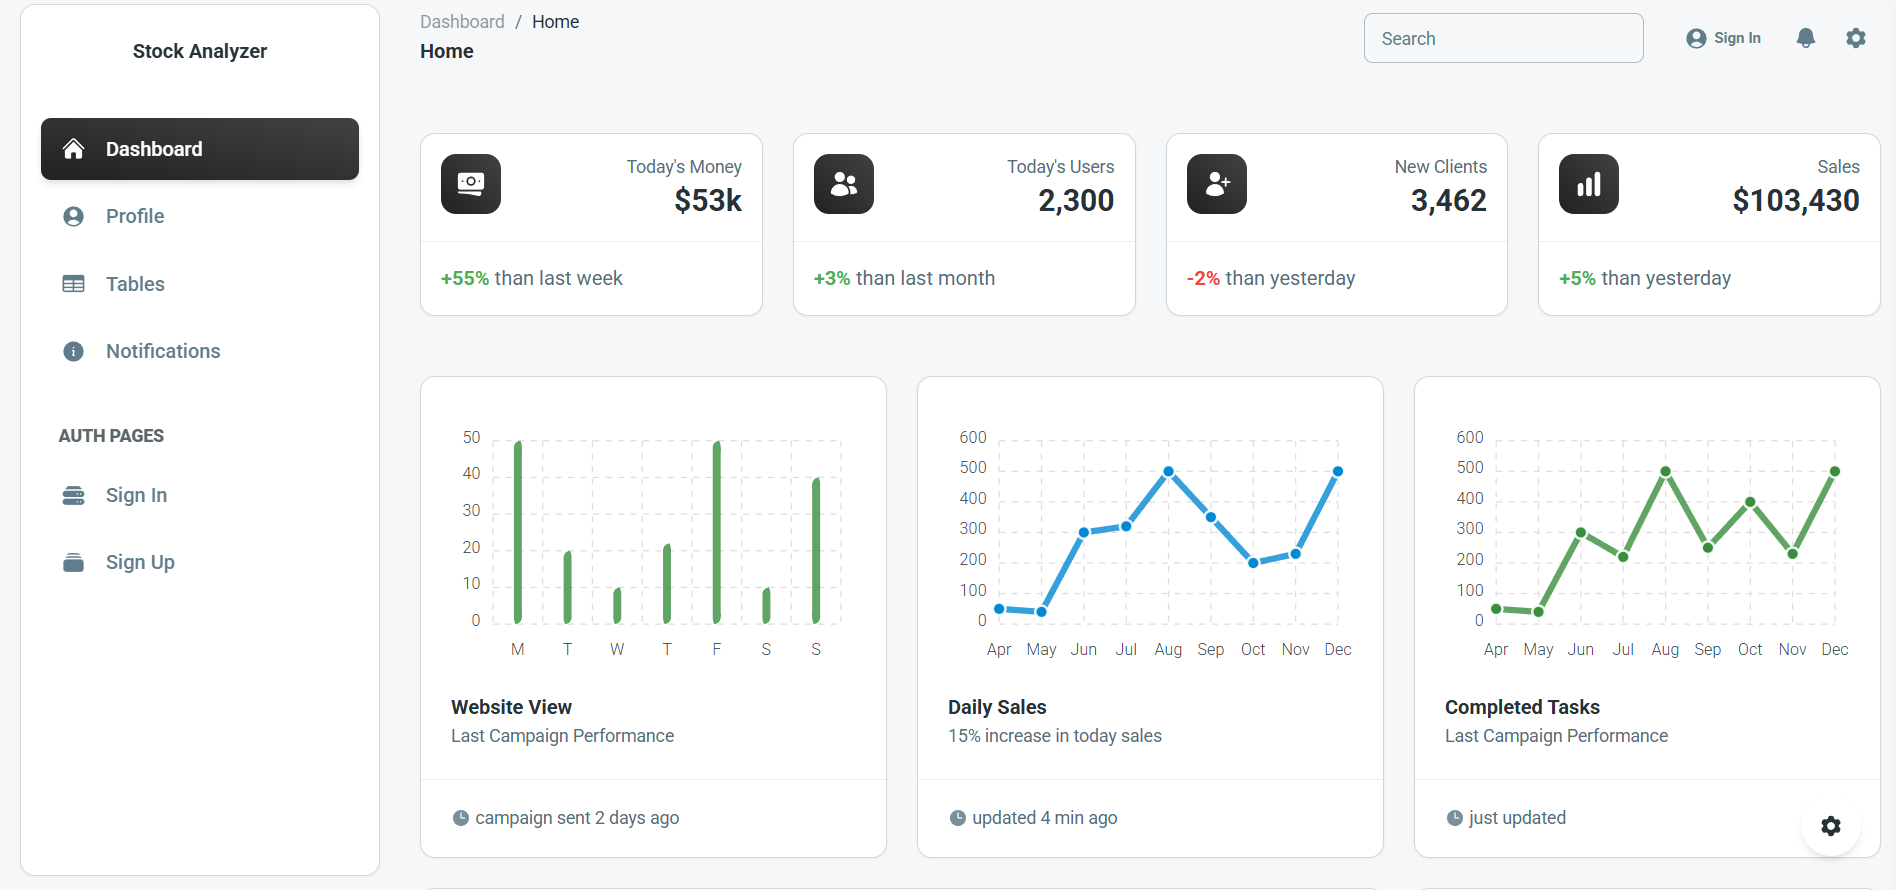 Stock Analyzer
Dashboard
Profile
Tables
Notifications
AUTH PAGES
Sign In
Sign Up
Dashboard / Home
Home
Search
Sign In
Today's Money
$53k
+55% than last week
Today's Users
2,300
+3% than last month
New Clients
3,462
-2% than yesterday
Sales
$103,430
+5% than yesterday
50
40
30
20
10
0
M T W T F S S
Website View
Last Campaign Performance
campaign sent 2 days ago
600
500
400
300
200
100
0
Apr May Jun Jul Aug Sep Oct Nov Dec
Daily Sales
15% increase in today sales
updated 4 min ago
600
500
400
300
200
100
0
Apr May Jun Jul Aug Sep Oct Nov Dec
Completed Tasks
Last Campaign Performance
just updated